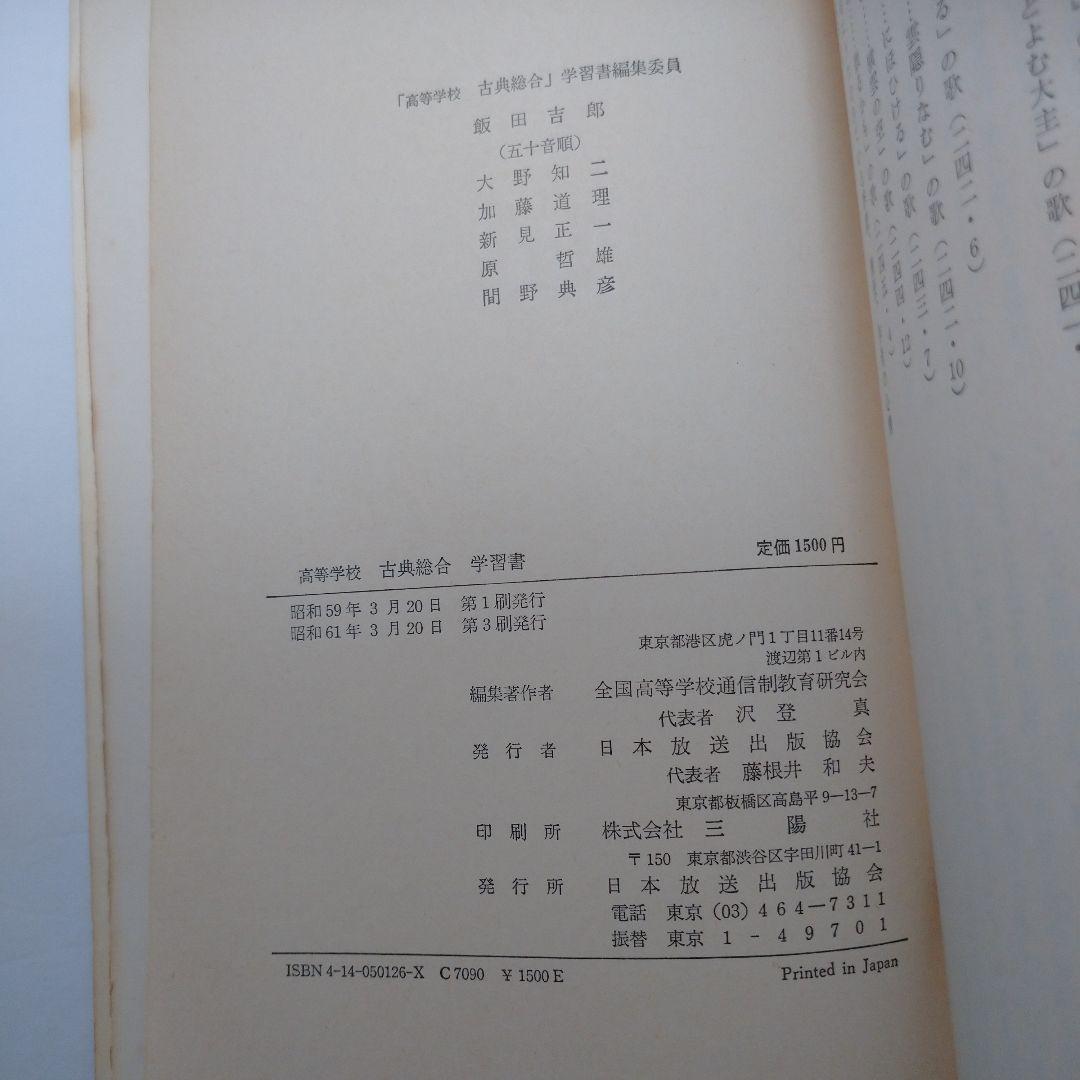 「高等学校　古典総合」学習書編集委員
飯田吉郎
（五十音順）
大野知二
加藤道理
新見正一
原　哲雄
間野典彦
高等学校　古典総合　学習書
定価1500円
昭和59年3月20日　第1刷発行
昭和61年3月20日　第3刷発行
東京都港区虎ノ門1丁目11番14号
渡辺第1ビル内
編集著作者　全国高等学校通信制教育研究会
代表者　沢登　真
発行者　日本放送出版協会
代表者　藤根井和夫
東京都板橋区高島平9―13―7
印刷所　株式会社　三陽社
〒150　東京都渋谷区宇田川町41―1
発行所　日本放送出版協会
電話　東京（03）464―7311
振替　東京　1－49701
ISBN4-14-050126-X　C7090　￥1500E
Printed in Japan
とよむ大主」の歌（二四一・
る」の歌（二四二・6）
雲隠りなむ」の歌（二四二・10）
にほひける」の歌（二四三・7）
の歌（二四四・12）